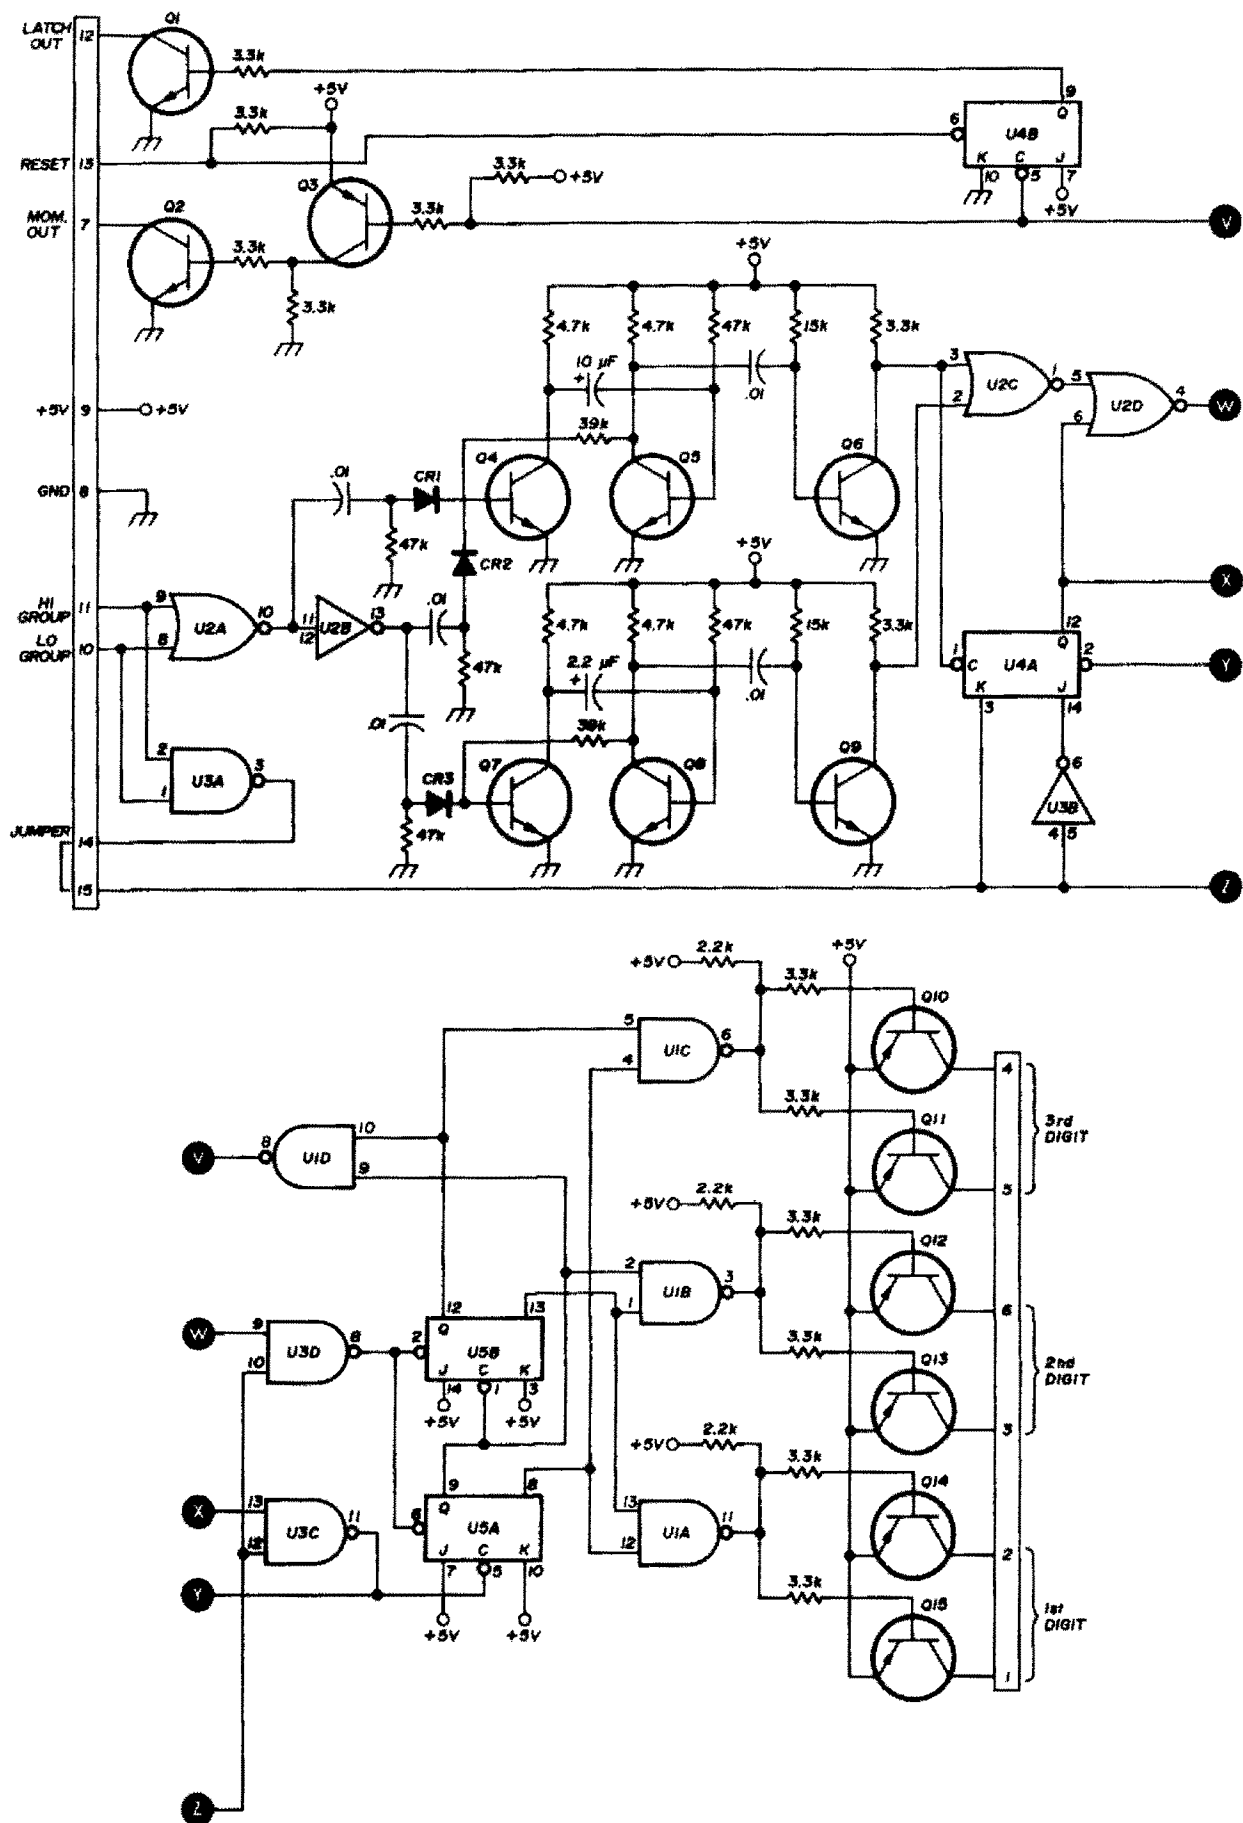 LATCH OUT
12
Q1
3.3k
3.3k
+5V
9
Q
6
U4B
K
C
J
10
5
7
+5V
RESET
13
Q3
3.3k
+5V
MOM. OUT
7
Q2
3.3k
V
3.3k
3.3k
+5V
4.7k
4.7k
47k
15k
3.3k
10 µF
+
.01
3
2
U2C
1
5
6
U2D
4
W
+5V
9
+5V
39k
Q4
Q5
Q6
.01
CR1
GND
8
47k
CR2
+5V
X
HI GROUP
11
9
U2A
10
11
12
U2B
13
.01
LO GROUP
10
8
4.7k
4.7k
47k
15k
3.3k
12
Q
1
C
U4A
2
Y
K
J
3
14
47k
2.2 µF
+
.01
.01
39k
2
1
U3A
3
CR3
Q7
Q8
Q9
6
U3B
4
5
47k
JUMPER
14
15
Z
2.2k
+5V
+5V
3.3k
Q10
5
4
U1C
6
4
3.3k
Q11
3rd DIGIT
5
V
8
U1D
10
9
2.2k
+5V
3.3k
Q12
2
1
U1B
3
6
12
13
W
9
10
U3D
8
2
Q
U5B
J
C
K
14
1
3
+5V
+5V
3.3k
Q13
2nd DIGIT
3
2.2k
+5V
3.3k
Q14
9
8
X
13
12
U3C
11
6
Q
U5A
J
C
K
7
5
10
13
12
U1A
11
2
Y
+5V
+5V
3.3k
Q15
1st DIGIT
1
Z